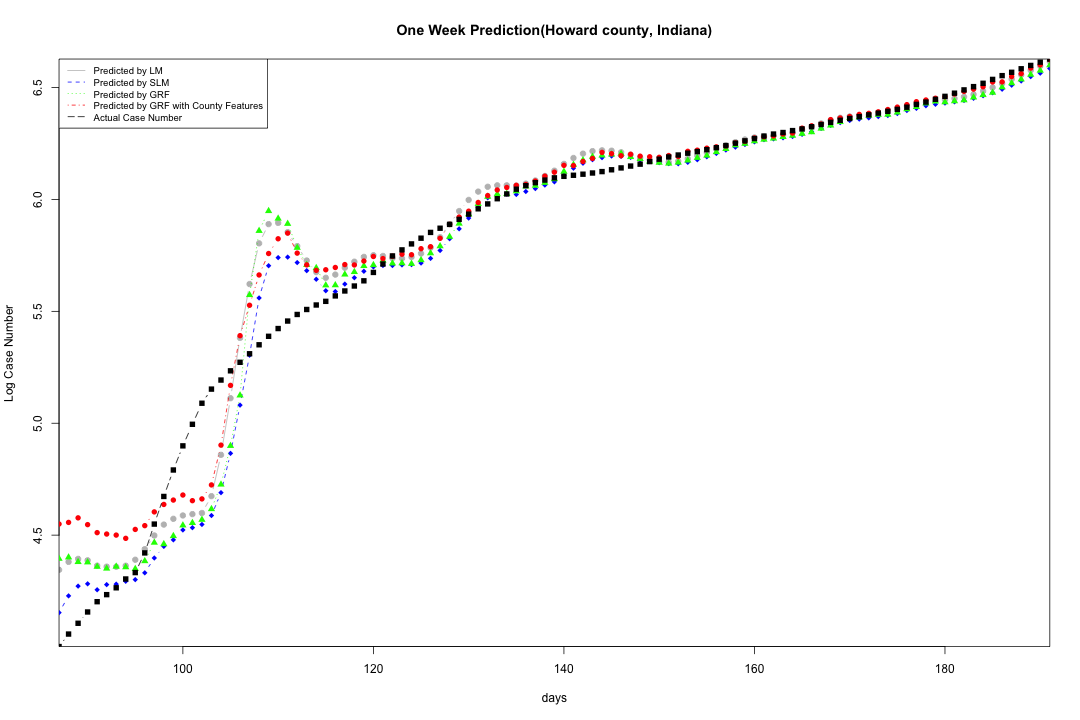 One Week Prediction(Howard county, Indiana)
Predicted by LM
Predicted by SLM
Predicted by GRF
Predicted by GRF with County Features
Actual Case Number
6.5
6.0
5.5
5.0
4.5
Log Case Number
100 120 140 160 180
days